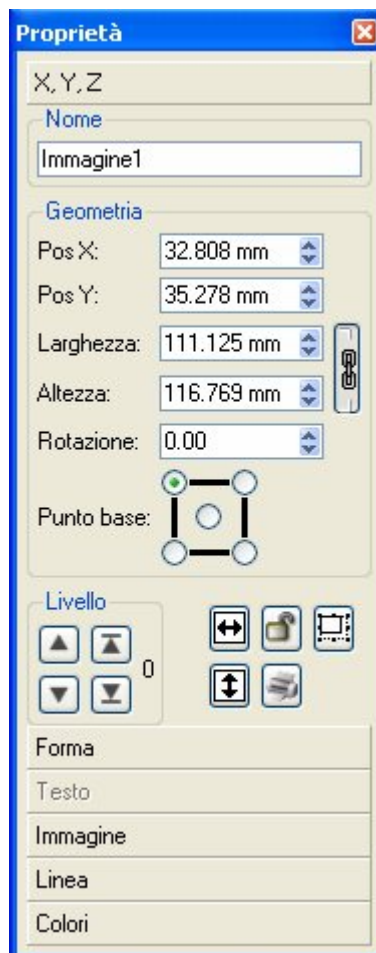 Proprietà
X, Y, Z
Nome
Immagine1
Geometria
Pos X: 32.808 mm
Pos Y: 35.278 mm
Larghezza: 111.125 mm
Altezza: 116.769 mm
Rotazione: 0.00
Punto base:
Livello
0
Forma
Testo
Immagine
Linea
Colori